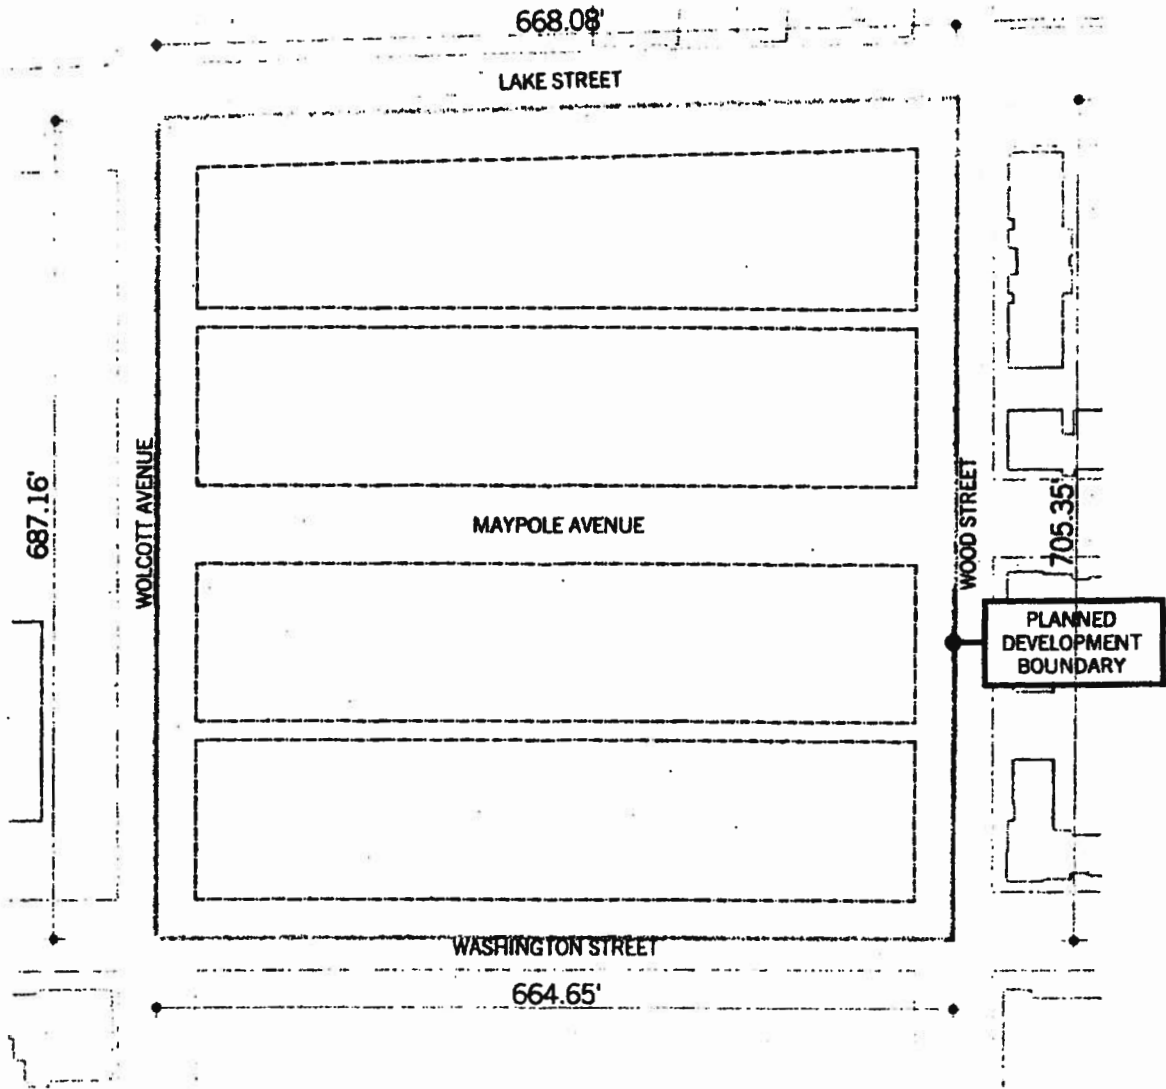 668.08'
LAKE STREET
687.16'
WOLCOTT AVENUE
MAYPOLE AVENUE
WOOD STREET
705.35'
PLANNED
DEVELOPMENT
BOUNDARY
WASHINGTON STREET
664.65'